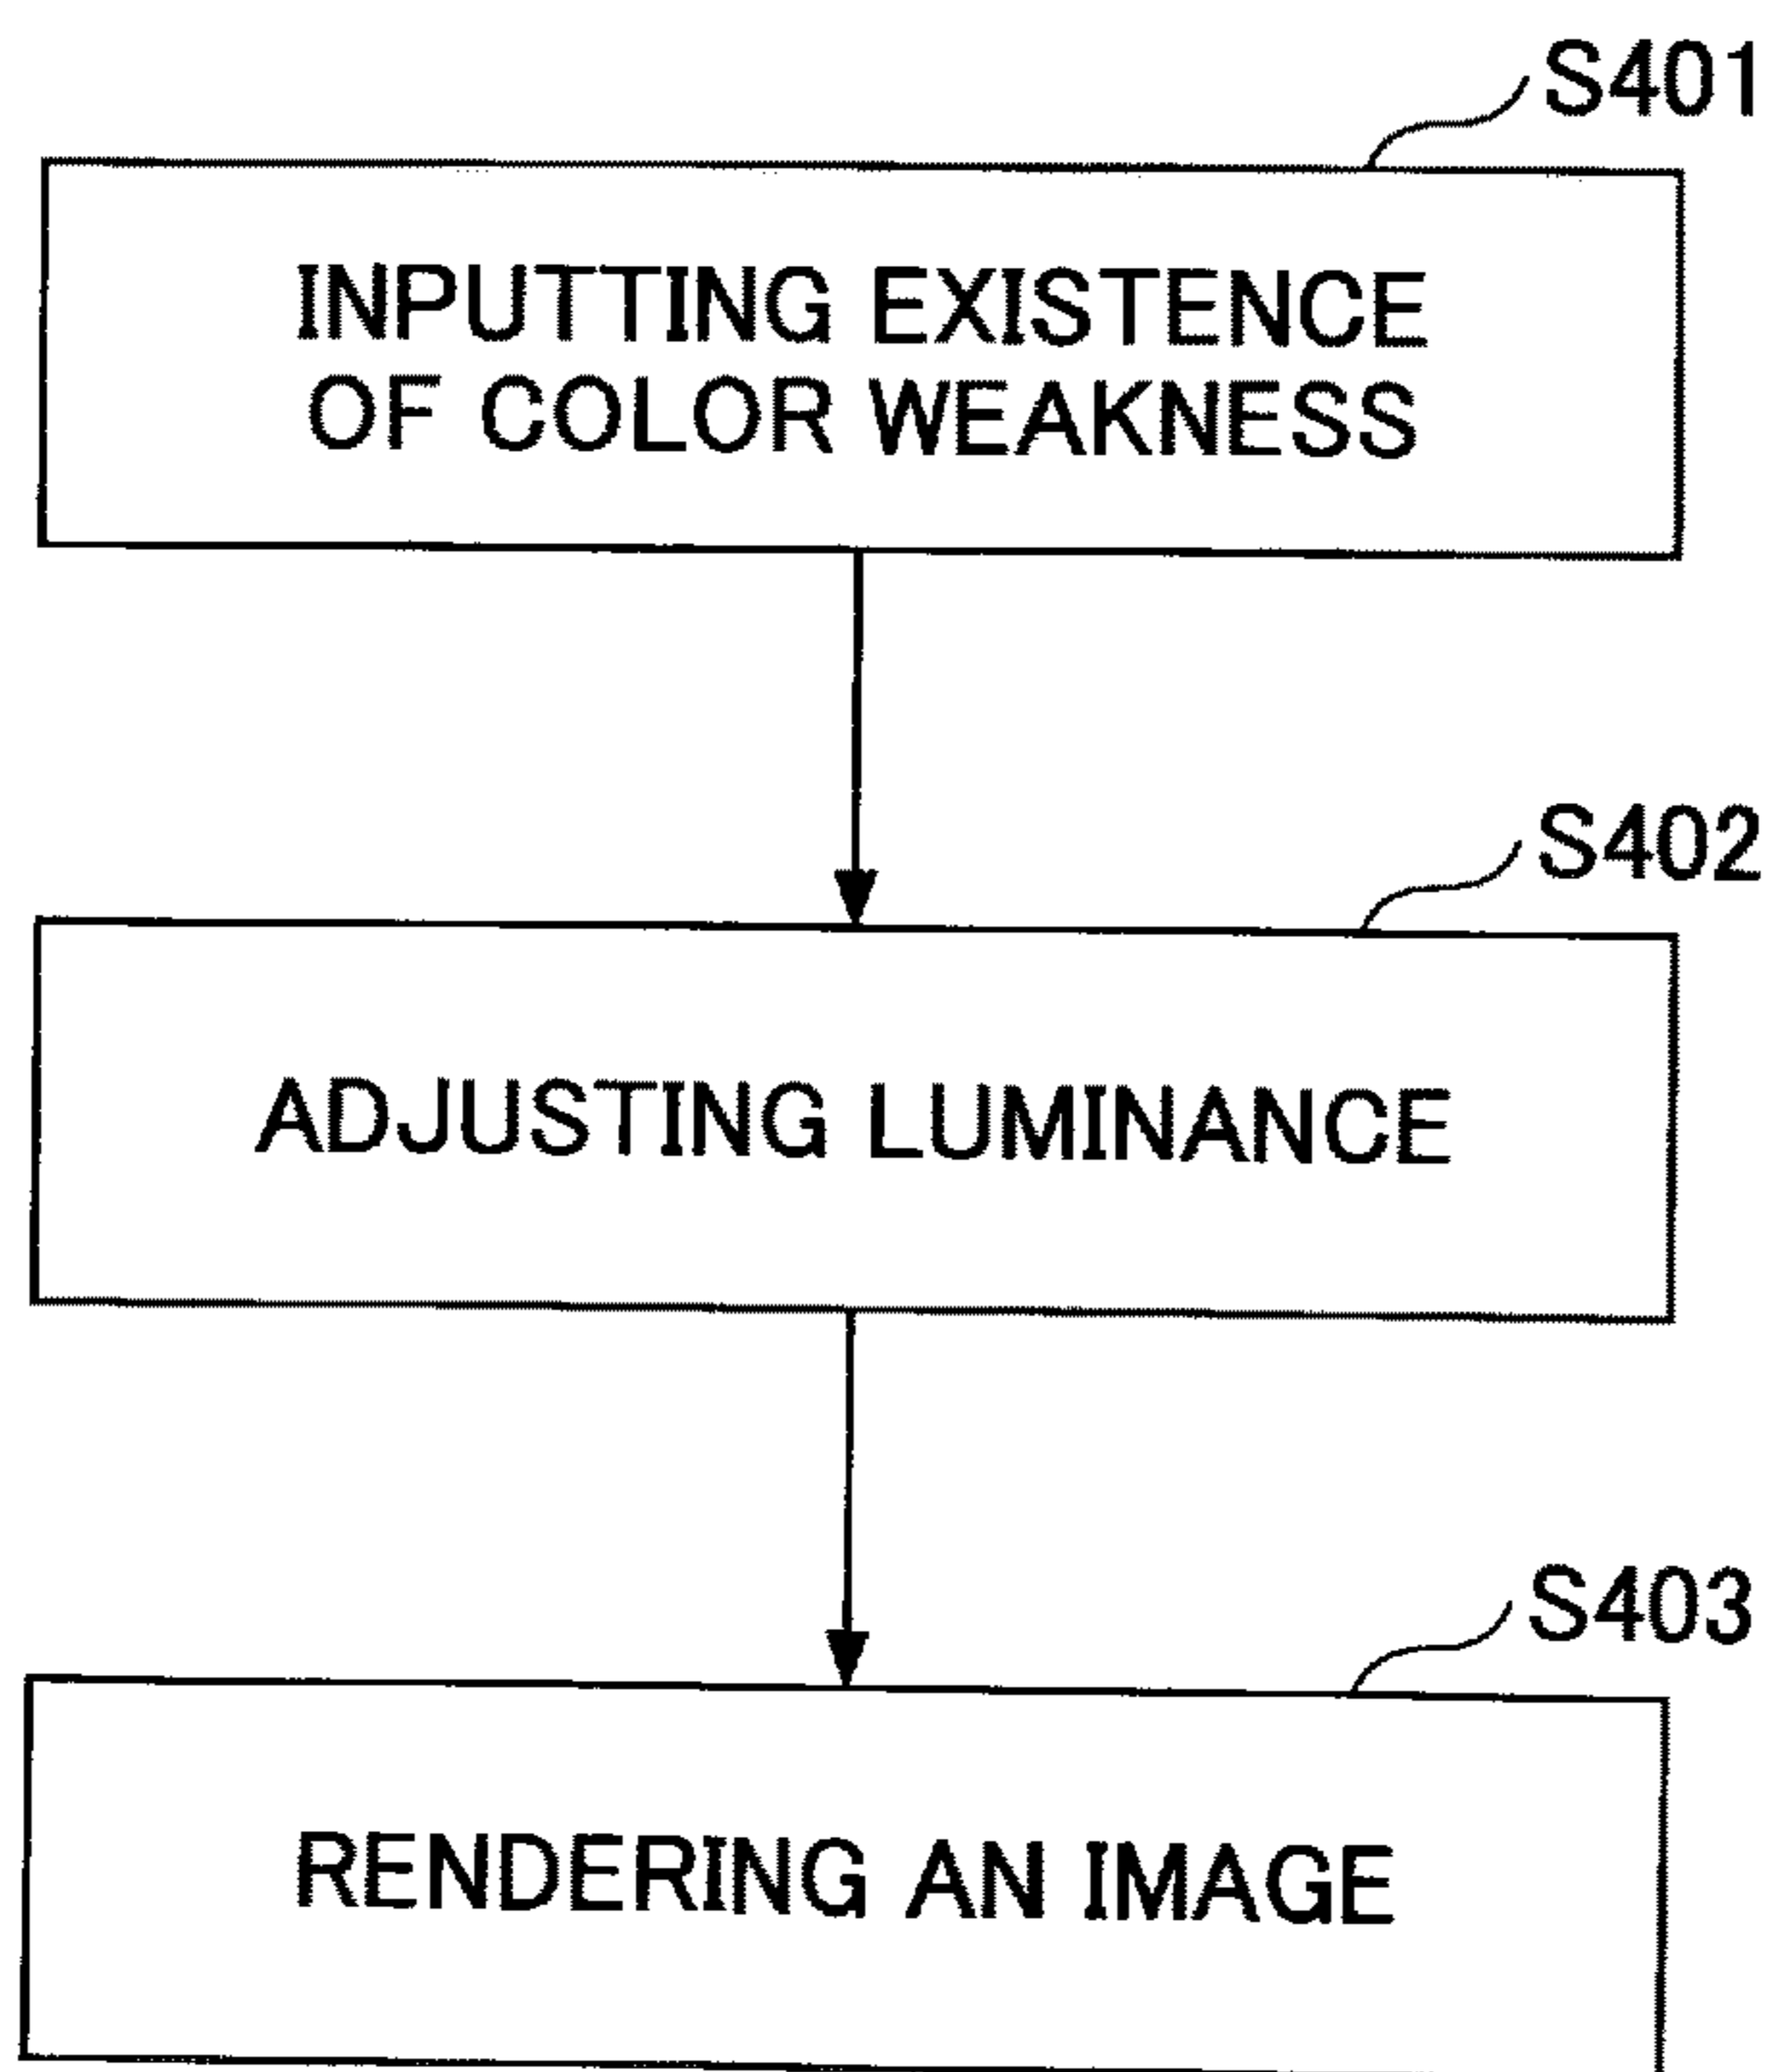 S401
INPUTTING EXISTENCE
OF COLOR WEAKNESS
S402
ADJUSTING LUMINANCE
S403
RENDERING AN IMAGE